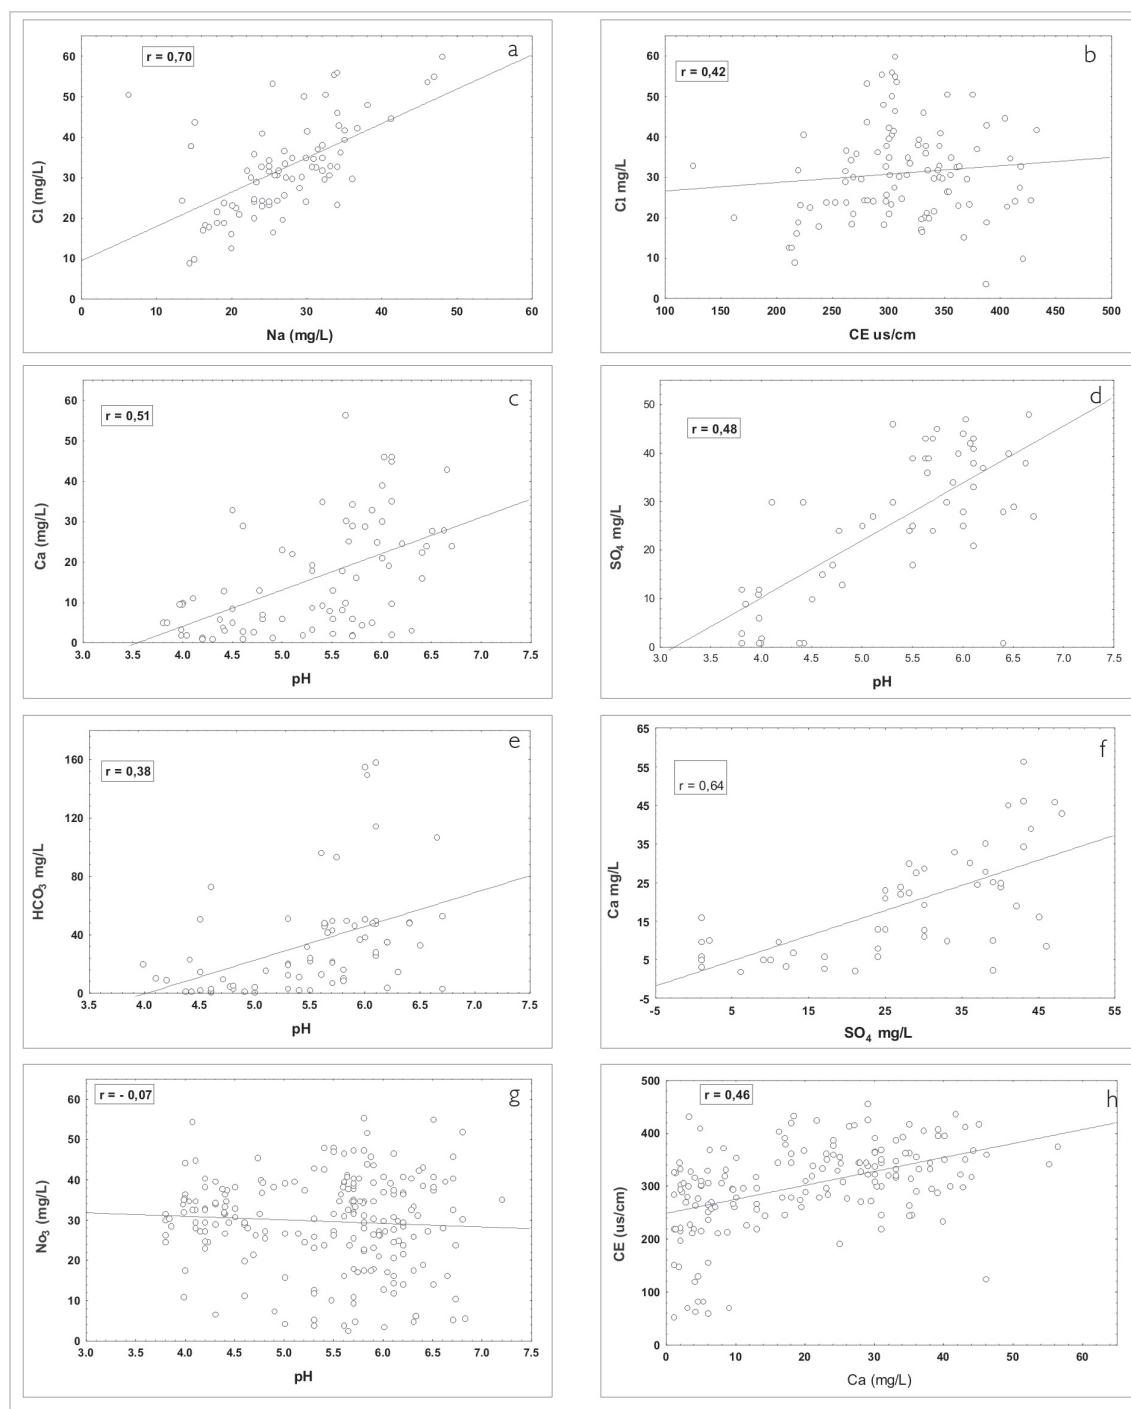 a
r = 0,70
60
50
40
30
20
10
0
Cl (mg/L)
0 10 20 30 40 50 60
Na (mg/L)
b
r = 0,42
60
50
40
30
20
10
0
Cl mg/L
100 150 200 250 300 350 400 450 500
CE us/cm
c
r = 0,51
60
50
40
30
20
10
0
Ca (mg/L)
3.0 3.5 4.0 4.5 5.0 5.5 6.0 6.5 7.0 7.5
pH
d
r = 0,48
50
40
30
20
10
0
SO₄ mg/L
3.0 3.5 4.0 4.5 5.0 5.5 6.0 6.5 7.0 7.5
pH
e
r = 0,38
160
120
80
40
0
HCO₃ mg/L
3.5 4.0 4.5 5.0 5.5 6.0 6.5 7.0 7.5
pH
f
r = 0,64
65
55
45
35
25
15
5
-5
Ca mg/L
-5 5 15 25 35 45 55
SO₄ mg/L
g
r = - 0,07
60
50
40
30
20
10
0
No₃ (mg/L)
3.0 3.5 4.0 4.5 5.0 5.5 6.0 6.5 7.0 7.5
pH
h
r = 0,46
500
400
300
200
100
0
CE (us/cm)
0 10 20 30 40 50 60
Ca (mg/L)